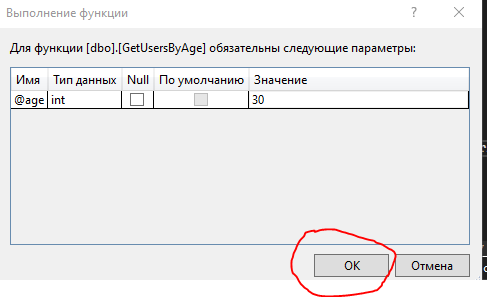 Выполнение функции
Для функции [dbo].[GetUsersByAge] обязательны следующие параметры:
Имя Тип данных Null По умолчанию Значение
@age int 30
OK Отмена